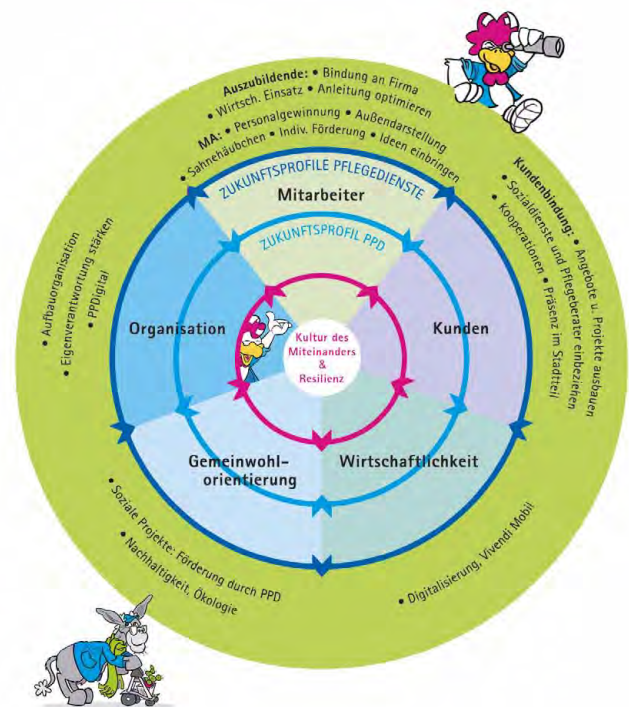 Auszubildende: • Bindung an Firma
• Wirtsch. Einsatz • Anleitung optimieren
MA: • Personalgewinnung • Außendarstellung
• Sahnehäubchen • Indiv. Förderung • Ideen einbringen
ZUKUNFTSPROFILE PFLEGEDIENSTE
Mitarbeiter
ZUKUNFTSPROFIL PPD
Kundenbindung: • Angebote u. Projekte ausbauen
• Sozialdienste und Pflegeberater einbeziehen
• Kooperationen • Präsenz im Stadtteil
• Aufbauorganisation
• Eigenverantwortung stärken
• PPDigital
Organisation
Kunden
Kultur des
Miteinanders
&
Resilienz
Gemeinwohl-
orientierung
Wirtschaftlichkeit
• Soziale Projekte: Förderung durch PPD
• Nachhaltigkeit, Ökologie
• Digitalisierung, Vivendi Mobil